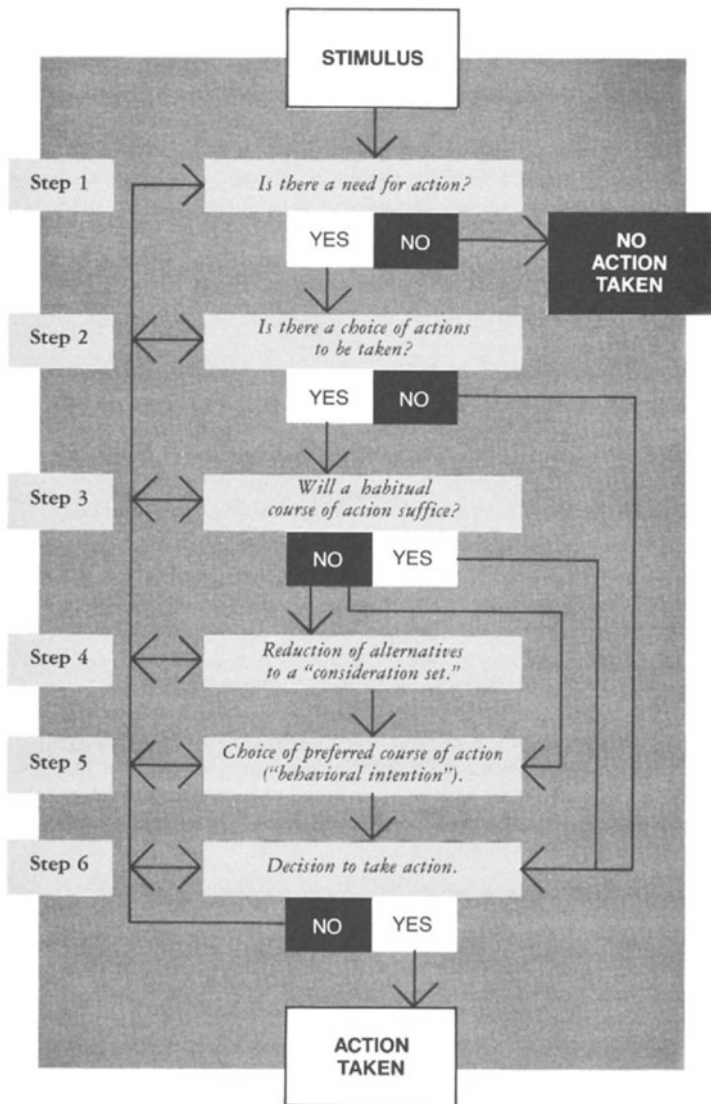 STIMULUS
Step 1
Is there a need for action?
YES
NO
NO
ACTION
TAKEN
Step 2
Is there a choice of actions
to be taken?
YES
NO
Step 3
Will a habitual
course of action suffice?
NO
YES
Step 4
Reduction of alternatives
to a “consideration set.”
Step 5
Choice of preferred course of action
(“behavioral intention”).
Step 6
Decision to take action.
NO
YES
ACTION
TAKEN